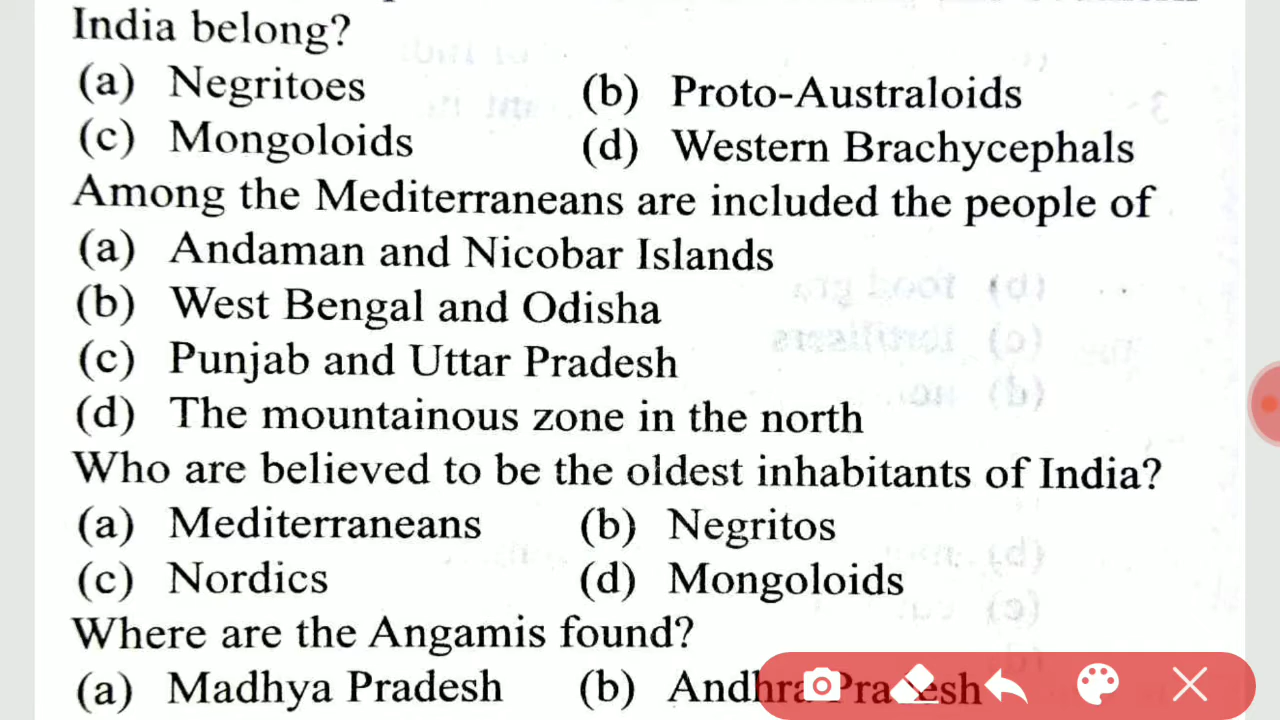 India belong?
(a) Negritoes (b) Proto-Australoids
(c) Mongoloids (d) Western Brachycephals
Among the Mediterraneans are included the people of
(a) Andaman and Nicobar Islands
(b) West Bengal and Odisha
(c) Punjab and Uttar Pradesh
(d) The mountainous zone in the north
Who are believed to be the oldest inhabitants of India?
(a) Mediterraneans (b) Negritos
(c) Nordics (d) Mongoloids
Where are the Angamis found?
(a) Madhya Pradesh (b) Andhra Pradesh